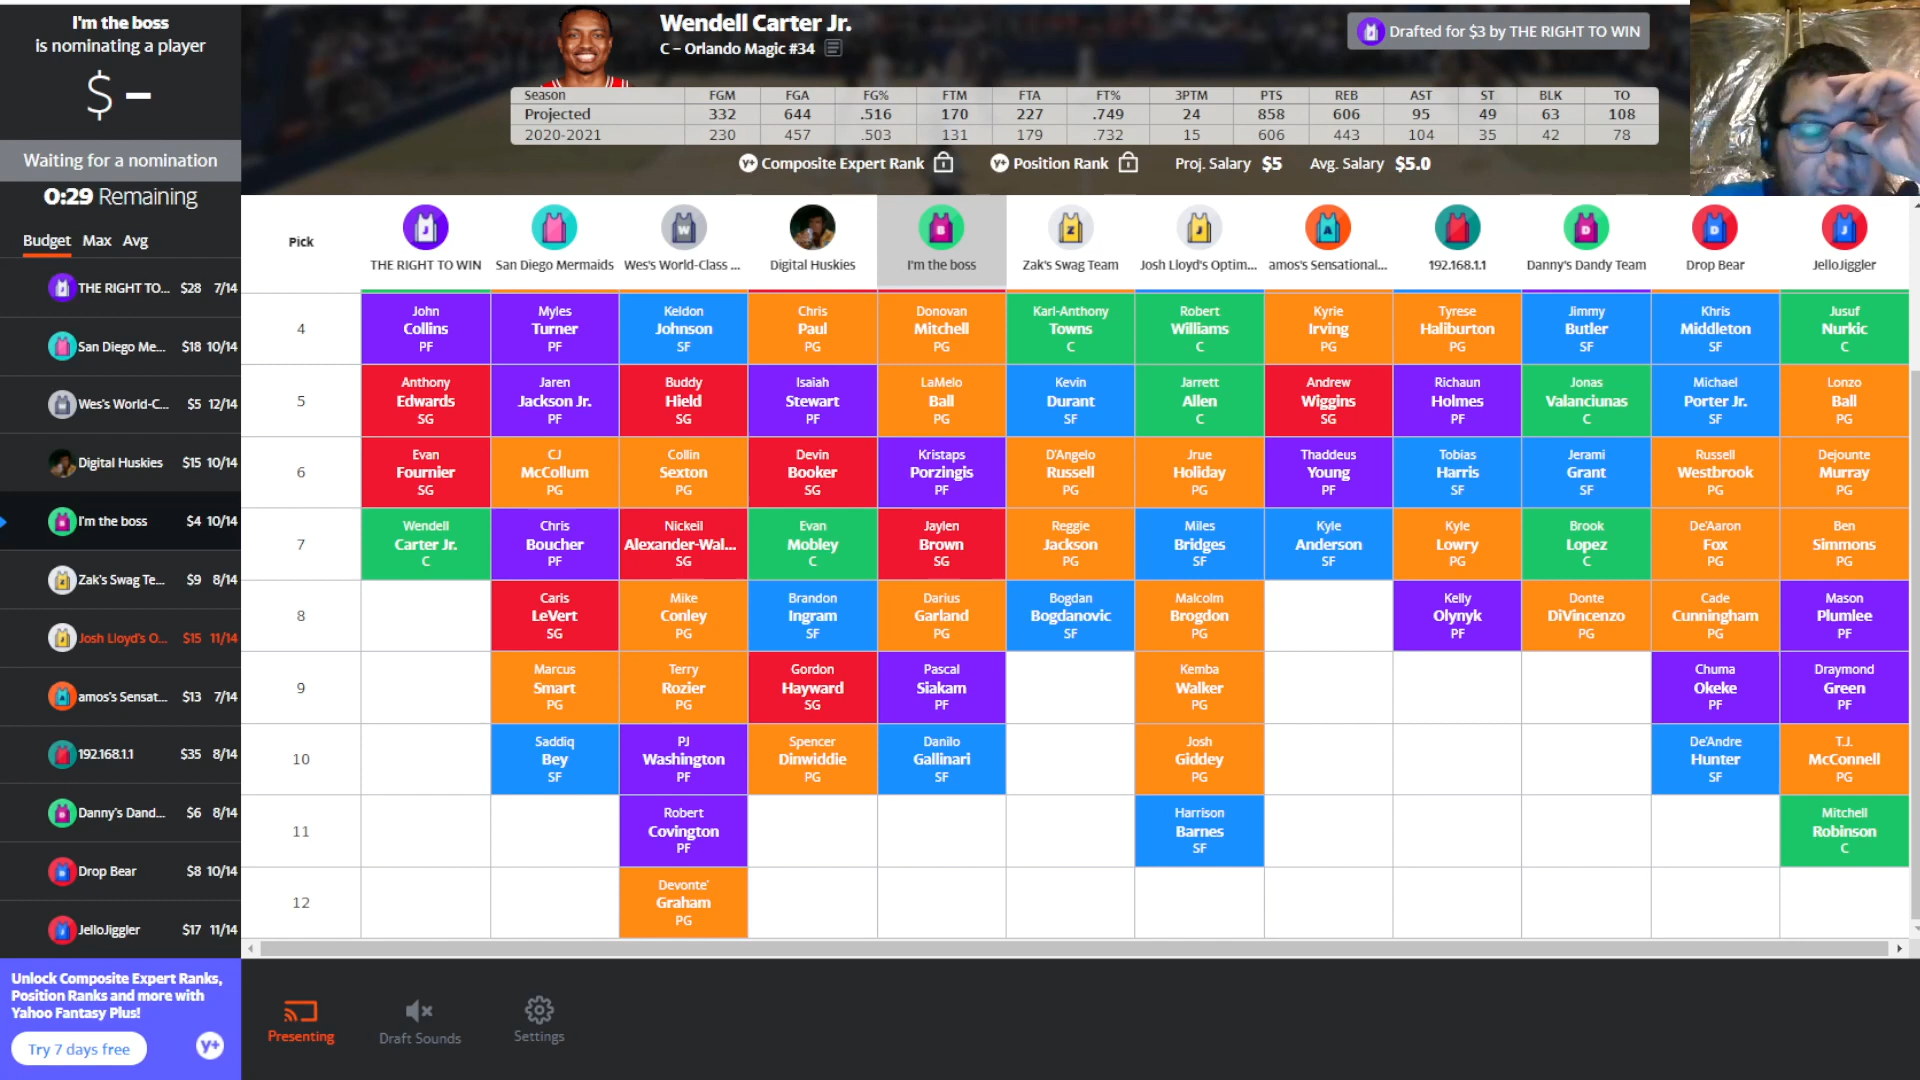 I'm the boss
is nominating a player
$ –
Waiting for a nomination
0:29 Remaining
Budget Max Avg
THE RIGHT TO... $28 7/14
San Diego Me... $18 10/14
Wes's World-C... $5 12/14
Digital Huskies $15 10/14
I'm the boss $4 10/14
Zak's Swag Te... $9 8/14
Josh Lloyd's O... $15 11/14
amos's Sensat... $13 7/14
192.168.1.1 $35 8/14
Danny's Dand... $6 8/14
Drop Bear $8 10/14
JelloJiggler $17 11/14
Unlock Composite Expert Ranks,
Position Ranks and more with
Yahoo Fantasy Plus!
Try 7 days free y+
Wendell Carter Jr.
C – Orlando Magic #34
Drafted for $3 by THE RIGHT TO WIN
Season FGM FGA FG% FTM FTA FT% 3PTM PTS REB AST ST BLK TO
Projected 332 644 .516 170 227 .749 24 858 606 95 49 63 108
2020-2021 230 457 .503 131 179 .732 15 606 443 104 35 42 78
y+ Composite Expert Rank y+ Position Rank Proj. Salary $5 Avg. Salary $5.0
J W B Z J A D D J
Pick THE RIGHT TO WIN San Diego Mermaids Wes's World-Class ... Digital Huskies I'm the boss Zak's Swag Team Josh Lloyd's Optim... amos's Sensational... 192.168.1.1 Danny's Dandy Team Drop Bear JelloJiggler
John Myles Keldon Chris Donovan Karl-Anthony Robert Kyrie Tyrese Jimmy Khris Jusuf
4 Collins Turner Johnson Paul Mitchell Towns Williams Irving Haliburton Butler Middleton Nurkic
PF PF SF PG PG C C PG PG SF SF C
Anthony Jaren Buddy Isaiah LaMelo Kevin Jarrett Andrew Richaun Jonas Michael Lonzo
5 Edwards Jackson Jr. Hield Stewart Ball Durant Allen Wiggins Holmes Valanciunas Porter Jr. Ball
SG PF SG PF PG SF C SG PF C SF PG
Evan CJ Collin Devin Kristaps D'Angelo Jrue Thaddeus Tobias Jerami Russell Dejounte
6 Fournier McCollum Sexton Booker Porzingis Russell Holiday Young Harris Grant Westbrook Murray
SG PG PG SG PF PG PG PF SF SF PG PG
Wendell Chris Nickeil Evan Jaylen Reggie Miles Kyle Kyle Brook De'Aaron Ben
7 Carter Jr. Boucher Alexander-Wal... Mobley Brown Jackson Bridges Anderson Lowry Lopez Fox Simmons
C PF SG C SG PG SF SF PG C PG PG
Caris Mike Brandon Darius Bogdan Malcolm Kelly Donte Cade Mason
8 LeVert Conley Ingram Garland Bogdanovic Brogdon Olynyk DiVincenzo Cunningham Plumlee
SG PG SF PG SF PG PF PG PG PF
Marcus Terry Gordon Pascal Kemba Chuma Draymond
9 Smart Rozier Hayward Siakam Walker Okeke Green
PG PG SG PF PG PF PF
Saddiq PJ Spencer Danilo Josh De'Andre T.J.
10 Bey Washington Dinwiddie Gallinari Giddey Hunter McConnell
SF PF PG SF PG SF PG
Robert Harrison Mitchell
11 Covington Barnes Robinson
PF SF C
Devonte'
12 Graham
PG
Presenting Draft Sounds Settings